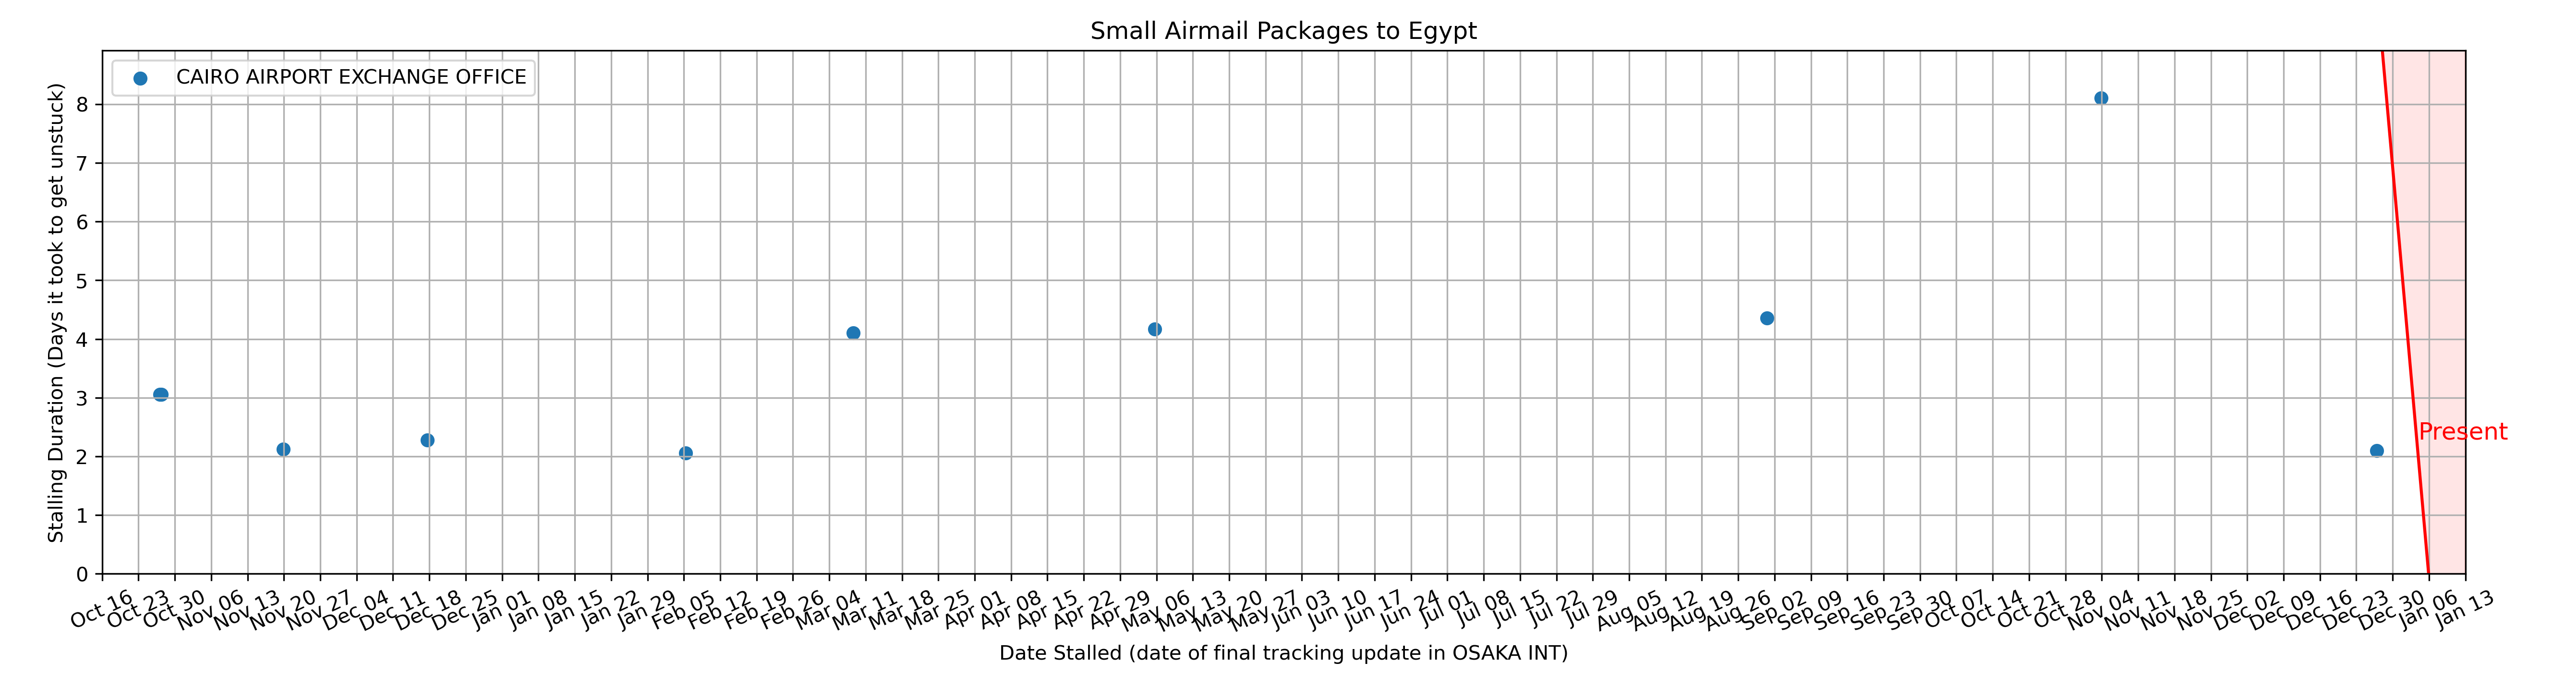 Small Airmail Packages to Egypt
CAIRO AIRPORT EXCHANGE OFFICE
Stalling Duration (Days it took to get unstuck)
8
7
6
5
4
3
2
1
0
Present
Oct 16
Oct 23
Oct 30
Nov 06
Nov 13
Nov 20
Nov 27
Dec 04
Dec 11
Dec 18
Dec 25
Jan 01
Jan 08
Jan 15
Jan 22
Jan 29
Feb 05
Feb 12
Feb 19
Feb 26
Mar 04
Mar 11
Mar 18
Mar 25
Apr 01
Apr 08
Apr 15
Apr 22
Apr 29
May 06
May 13
May 20
May 27
Jun 03
Jun 10
Jun 17
Jun 24
Jul 01
Jul 08
Jul 15
Jul 22
Jul 29
Aug 05
Aug 12
Aug 19
Aug 26
Sep 02
Sep 09
Sep 16
Sep 23
Sep 30
Oct 07
Oct 14
Oct 21
Oct 28
Nov 04
Nov 11
Nov 18
Nov 25
Dec 02
Dec 09
Dec 16
Dec 23
Dec 30
Jan 06
Jan 13
Date Stalled (date of final tracking update in OSAKA INT)